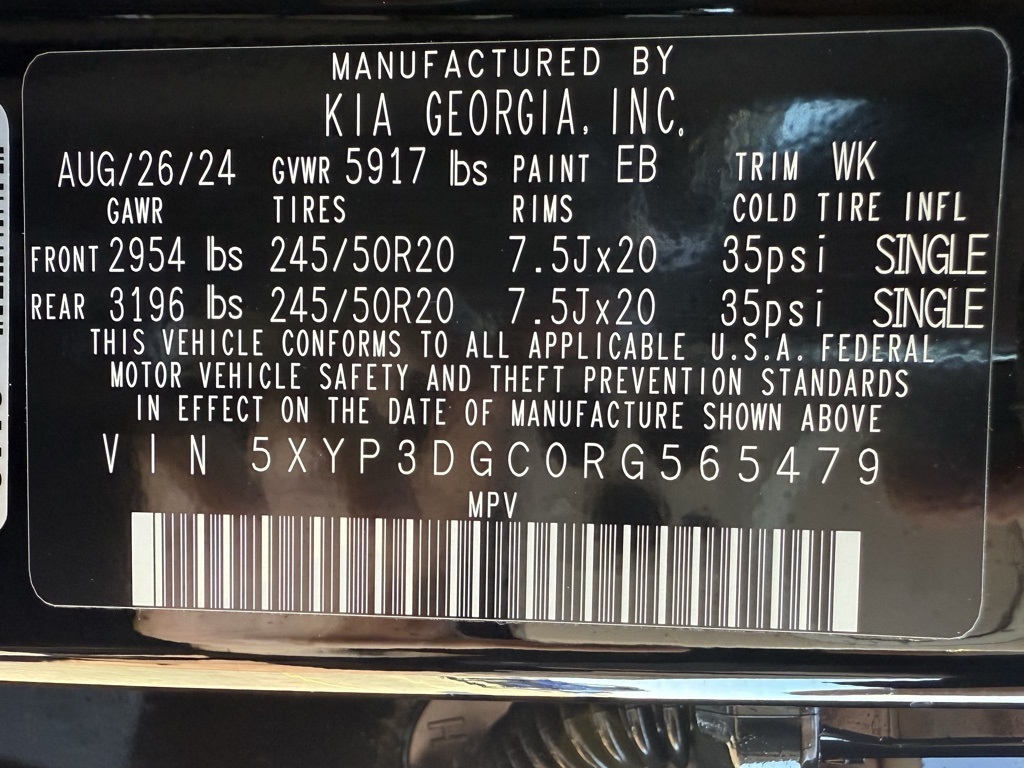 MANUFACTURED BY
KIA GEORGIA, INC.
AUG/26/24 GVWR 5917 lbs PAINT EB TRIM WK
GAWR TIRES RIMS COLD TIRE INFL
FRONT 2954 lbs 245/50R20 7.5Jx20 35psi SINGLE
REAR 3196 lbs 245/50R20 7.5Jx20 35psi SINGLE
THIS VEHICLE CONFORMS TO ALL APPLICABLE U.S.A. FEDERAL
MOTOR VEHICLE SAFETY AND THEFT PREVENTION STANDARDS
IN EFFECT ON THE DATE OF MANUFACTURE SHOWN ABOVE
VIN 5XYP3DGC0RG565479
MPV